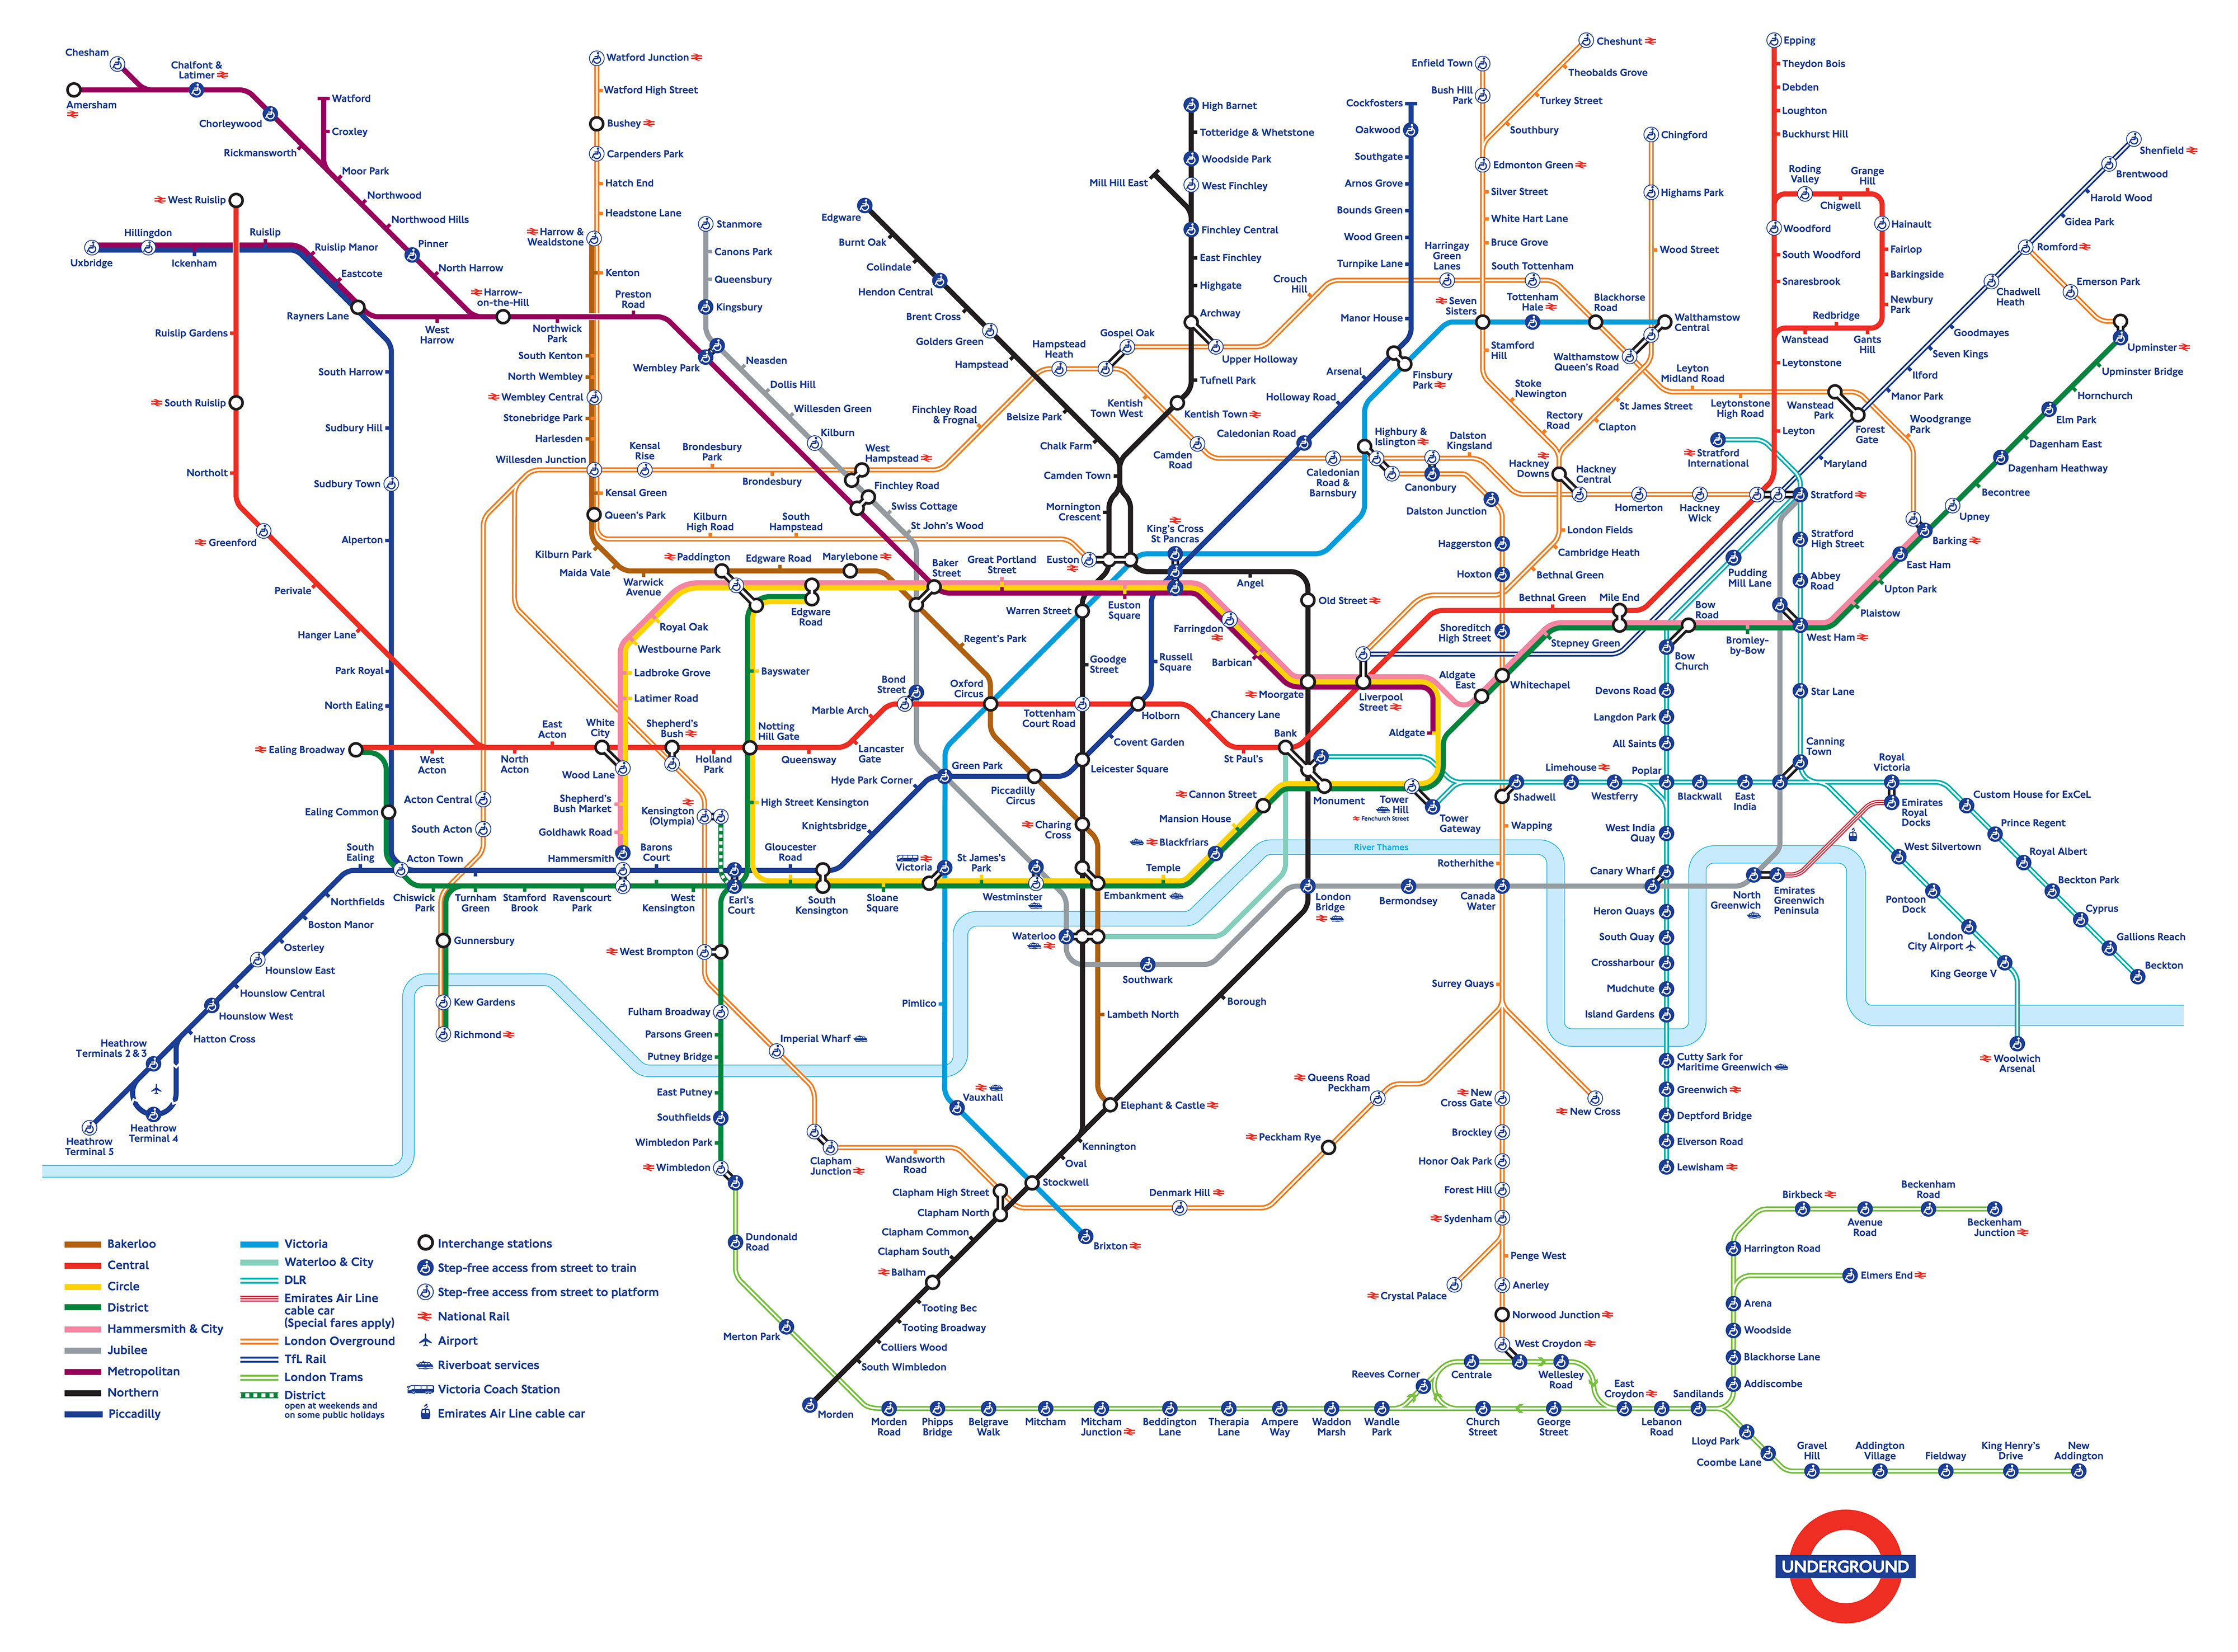 Chesham
Chalfont &
Latimer
Amersham
Chorleywood
Rickmansworth
Watford
Croxley
Moor Park
Northwood
Northwood Hills
Pinner
North Harrow
Harrow-
on-the-Hill
West Ruislip
Hillingdon
Ruislip
Uxbridge
Ickenham
Ruislip Manor
Eastcote
Rayners Lane
West
Harrow
Northwick
Park
Preston
Road
Ruislip Gardens
South Ruislip
Northolt
Greenford
Perivale
Hanger Lane
South Harrow
Sudbury Hill
Sudbury Town
Alperton
Park Royal
North Ealing
Ealing Broadway
Ealing Common
South
Ealing
Acton Town
Watford Junction
Watford High Street
Bushey
Carpenders Park
Hatch End
Headstone Lane
Harrow &
Wealdstone
Kenton
South Kenton
North Wembley
Wembley Central
Stonebridge Park
Harlesden
Willesden Junction
Kensal Green
Queen's Park
Kilburn Park
Maida Vale
Warwick
Avenue
Kensal
Rise
Brondesbury
Park
Brondesbury
Kilburn
High Road
South
Hampstead
Stanmore
Canons Park
Queensbury
Kingsbury
Wembley Park
Neasden
Dollis Hill
Willesden Green
Kilburn
West
Hampstead
Finchley Road
Swiss Cottage
St John's Wood
Finchley Road
& Frognal
Hampstead
Heath
Gospel Oak
Kentish
Town West
Camden
Road
Caledonian
Road &
Barnsbury
Edgware
Burnt Oak
Colindale
Hendon Central
Brent Cross
Golders Green
Hampstead
Belsize Park
Chalk Farm
Camden Town
Mornington
Crescent
Euston
High Barnet
Totteridge & Whetstone
Woodside Park
West Finchley
Mill Hill East
Finchley Central
East Finchley
Highgate
Archway
Upper Holloway
Tufnell Park
Kentish Town
Crouch
Hill
Cockfosters
Oakwood
Southgate
Arnos Grove
Bounds Green
Wood Green
Turnpike Lane
Manor House
Finsbury
Park
Arsenal
Holloway Road
Caledonian Road
King's Cross
St Pancras
Highbury &
Islington
Canonbury
Dalston
Kingsland
Dalston Junction
Haggerston
Hoxton
Shoreditch
High Street
Enfield Town
Bush Hill
Park
Cheshunt
Theobalds Grove
Turkey Street
Southbury
Edmonton Green
Silver Street
White Hart Lane
Bruce Grove
Harringay
Green
Lanes
South Tottenham
Seven
Sisters
Tottenham
Hale
Blackhorse
Road
Walthamstow
Central
Walthamstow
Queen's Road
Stamford
Hill
Stoke
Newington
Rectory
Road
Hackney
Downs
Hackney
Central
Chingford
Highams Park
Wood Street
St James Street
Clapton
London Fields
Cambridge Heath
Bethnal Green
Homerton
Hackney
Wick
Leyton
Midland Road
Leytonstone
High Road
Wanstead
Park
Forest
Gate
Woodgrange
Park
Epping
Theydon Bois
Debden
Loughton
Buckhurst Hill
Roding
Valley
Grange
Hill
Chigwell
Woodford
Hainault
Fairlop
Barkingside
Newbury
Park
Gants
Hill
Redbridge
Wanstead
South Woodford
Snaresbrook
Leytonstone
Leyton
Stratford
International
Stratford
Maryland
Shenfield
Brentwood
Harold Wood
Gidea Park
Romford
Emerson Park
Chadwell
Heath
Goodmayes
Seven Kings
Ilford
Manor Park
Upminster
Upminster Bridge
Hornchurch
Elm Park
Dagenham East
Dagenham Heathway
Becontree
Upney
Barking
East Ham
Upton Park
Plaistow
West Ham
Stratford
High Street
Abbey
Road
Star Lane
Canning
Town
Pudding
Mill Lane
Bow
Road
Bow
Church
Bromley-
by-Bow
Mile End
Bethnal Green
Stepney Green
Whitechapel
Aldgate
East
Aldgate
Liverpool
Street
Moorgate
Barbican
Farringdon
Old Street
Angel
Euston
Square
Great Portland
Street
Baker
Street
Marylebone
Edgware Road
Paddington
Edgware
Road
Royal Oak
Westbourne Park
Ladbroke Grove
Latimer Road
White
City
Wood Lane
Shepherd's
Bush Market
Goldhawk Road
Hammersmith
Shepherd's
Bush
East
Acton
West
Acton
North
Acton
Holland
Park
Notting
Hill Gate
Bayswater
Queensway
Lancaster
Gate
Marble Arch
Bond
Street
Oxford
Circus
Regent's Park
Warren Street
Goodge
Street
Tottenham
Court Road
Russell
Square
Holborn
Chancery Lane
St Paul's
Bank
Covent Garden
Leicester Square
Piccadilly
Circus
Green Park
Hyde Park Corner
Knightsbridge
High Street Kensington
Kensington
(Olympia)
Acton Central
South Acton
Barons
Court
Gloucester
Road
Victoria
St James's
Park
Westminster
Embankment
Temple
Blackfriars
Mansion House
Cannon Street
Monument
Tower
Hill
Fenchurch Street
Tower
Gateway
Charing
Cross
Chiswick
Park
Turnham
Green
Stamford
Brook
Ravenscourt
Park
West
Kensington
Earl's
Court
South
Kensington
Sloane
Square
Gunnersbury
Kew Gardens
Richmond
Northfields
Boston Manor
Osterley
Hounslow East
Hounslow Central
Hounslow West
Hatton Cross
Heathrow
Terminals 2 & 3
Heathrow
Terminal 4
Heathrow
Terminal 5
West Brompton
Fulham Broadway
Parsons Green
Putney Bridge
East Putney
Southfields
Wimbledon Park
Wimbledon
Dundonald
Road
Merton Park
Imperial Wharf
Clapham
Junction
Wandsworth
Road
Clapham High Street
Clapham North
Clapham Common
Clapham South
Balham
Tooting Bec
Tooting Broadway
Colliers Wood
South Wimbledon
Morden
Pimlico
Vauxhall
Stockwell
Brixton
Oval
Kennington
Elephant & Castle
Lambeth North
Waterloo
Southwark
Borough
London
Bridge
Bermondsey
Canada
Water
River Thames
Shadwell
Wapping
Rotherhithe
Surrey Quays
Limehouse
Westferry
Poplar
Blackwall
East
India
Devons Road
Langdon Park
All Saints
West India
Quay
Canary Wharf
Heron Quays
South Quay
Crossharbour
Mudchute
Island Gardens
Cutty Sark for
Maritime Greenwich
Greenwich
Deptford Bridge
Elverson Road
Lewisham
North
Greenwich
Emirates
Greenwich
Peninsula
Royal
Victoria
Emirates
Royal
Docks
Custom House for ExCeL
Prince Regent
Royal Albert
Beckton Park
Cyprus
Gallions Reach
Beckton
West Silvertown
Pontoon
Dock
London
City Airport
King George V
Woolwich
Arsenal
Queens Road
Peckham
Peckham Rye
Denmark Hill
New
Cross Gate
New Cross
Brockley
Honor Oak Park
Forest Hill
Sydenham
Penge West
Crystal Palace
Anerley
Norwood Junction
West Croydon
Morden
Road
Phipps
Bridge
Belgrave
Walk
Mitcham
Mitcham
Junction
Beddington
Lane
Therapia
Lane
Ampere
Way
Waddon
Marsh
Wandle
Park
Reeves Corner
Centrale
Wellesley
Road
Church
Street
George
Street
East
Croydon
Lebanon
Road
Sandilands
Lloyd Park
Coombe Lane
Gravel
Hill
Addington
Village
Fieldway
King Henry's
Drive
New
Addington
Addiscombe
Blackhorse Lane
Woodside
Arena
Elmers End
Harrington Road
Birkbeck
Avenue
Road
Beckenham
Road
Beckenham
Junction
Bakerloo
Central
Circle
District
Hammersmith & City
Jubilee
Metropolitan
Northern
Piccadilly
Victoria
Waterloo & City
DLR
Emirates Air Line
cable car
(Special fares apply)
London Overground
TfL Rail
London Trams
District
open at weekends and
on some public holidays
Interchange stations
Step-free access from street to train
Step-free access from street to platform
National Rail
Airport
Riverboat services
Victoria Coach Station
Emirates Air Line cable car
UNDERGROUND